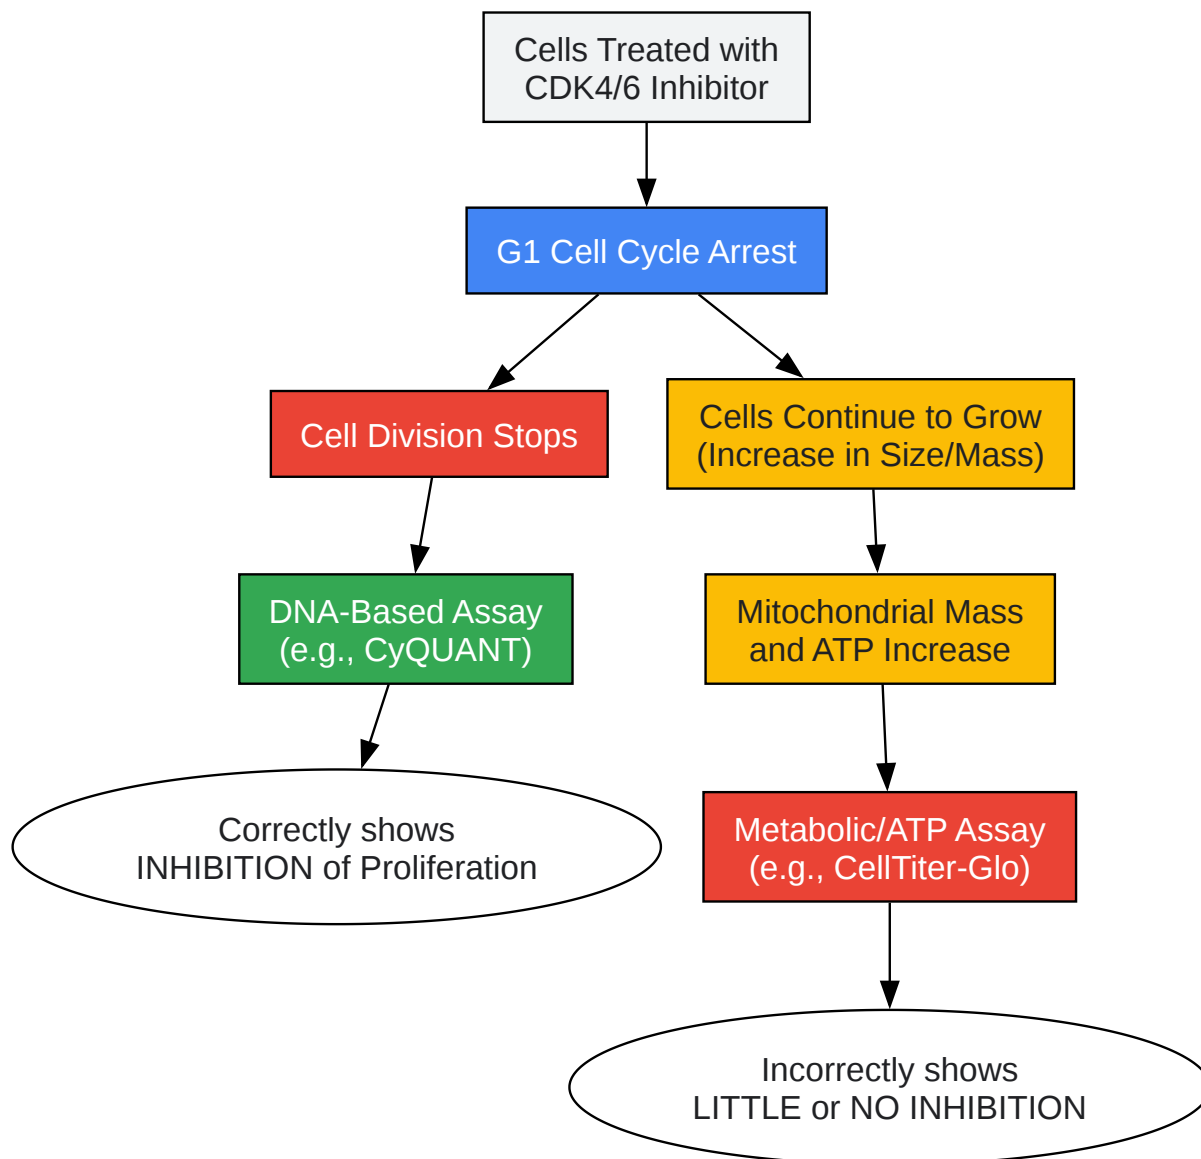 Cells Treated with
CDK4/6 Inhibitor
G1 Cell Cycle Arrest
Cell Division Stops
Cells Continue to Grow
(Increase in Size/Mass)
DNA-Based Assay
(e.g., CyQUANT)
Mitochondrial Mass
and ATP Increase
Correctly shows
INHIBITION of Proliferation
Metabolic/ATP Assay
(e.g., CellTiter-Glo)
Incorrectly shows
LITTLE or NO INHIBITION